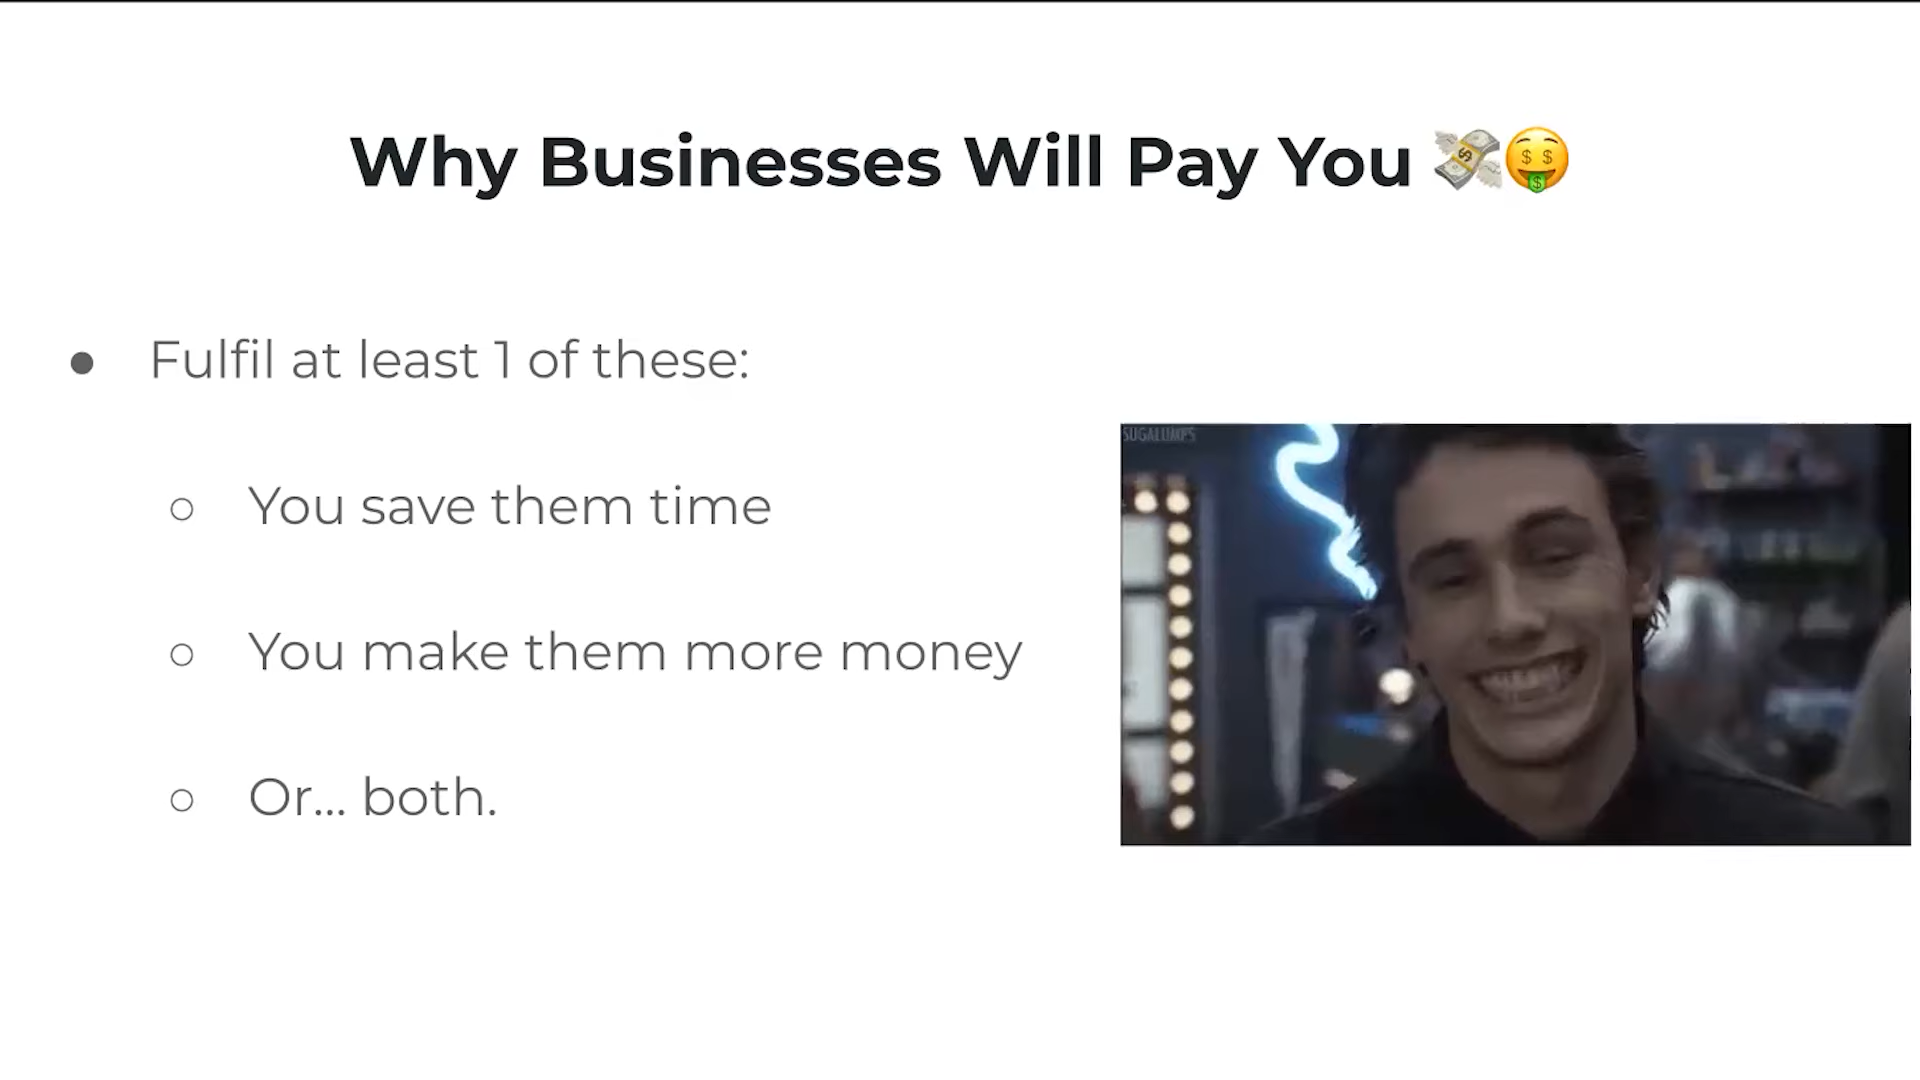 Why Businesses Will Pay You 💸🤑
● Fulfil at least 1 of these:
○ You save them time
○ You make them more money
○ Or... both.
SUGALUMPS